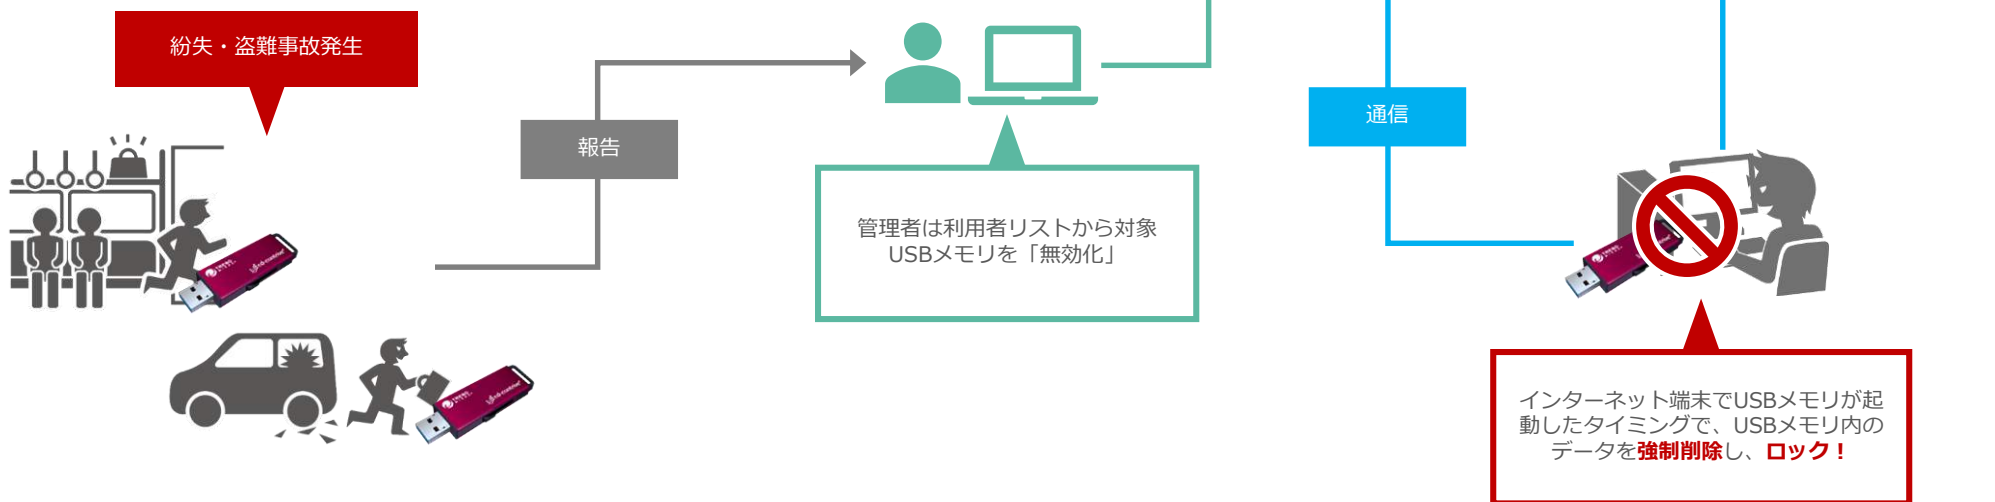 紛失・盗難事故発生
報告
管理者は利用者リストから対象
USBメモリを「無効化」
通信
インターネット端末でUSBメモリが起
動したタイミングで、USBメモリ内の
データを強制削除し、ロック！